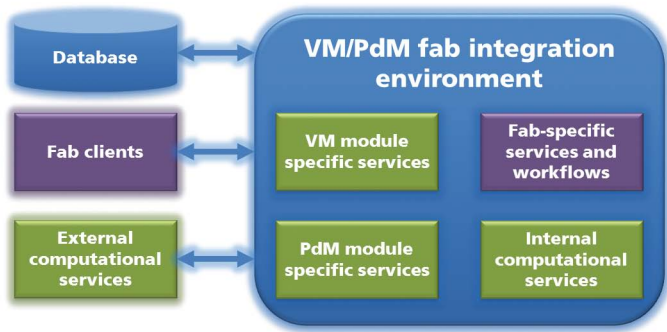 Database
Fab clients
External
computational
services
VM/PdM fab integration
environment
VM module
specific services
Fab-specific
services and
workflows
PdM module
specific services
Internal
computational
services